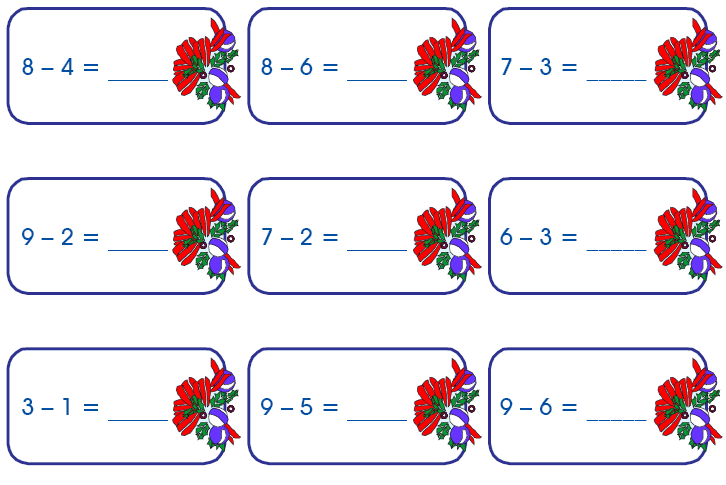 8 – 4 = _____
8 – 6 = _____
7 – 3 = _____
9 – 2 = _____
7 – 2 = _____
6 – 3 = _____
3 – 1 = _____
9 – 5 = _____
9 – 6 = _____